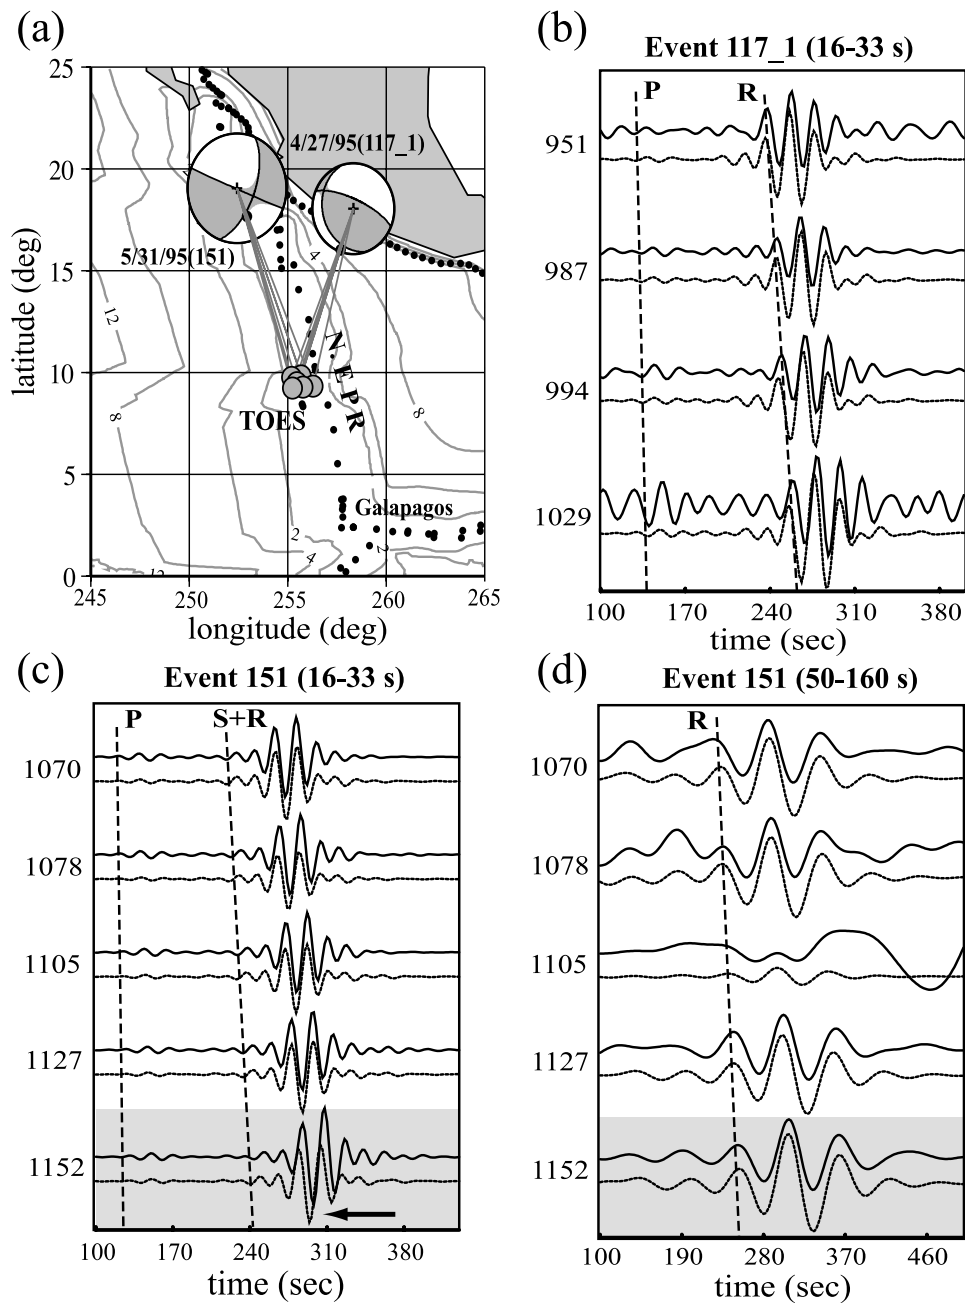 (a)
25
20
15
10
5
0
245
250
255
260
265
latitude (deg)
longitude (deg)
4/27/95(117_1)
5/31/95(151)
4
12
8
8
N E P R
TOES
Galapagos
2
4
2
12
(b)
Event 117_1 (16-33 s)
P
R
951
987
994
1029
100
170
240
310
380
time (sec)
(c)
Event 151 (16-33 s)
P
S+R
1070
1078
1105
1127
1152
100
170
240
310
380
time (sec)
(d)
Event 151 (50-160 s)
R
1070
1078
1105
1127
1152
100
190
280
370
460
time (sec)